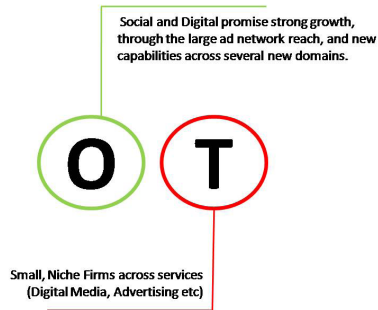 Social and Digital promise strong growth,
through the large ad network reach, and new
capabilities across several new domains.
O T
Small, Niche Firms across services
(Digital Media, Advertising etc)